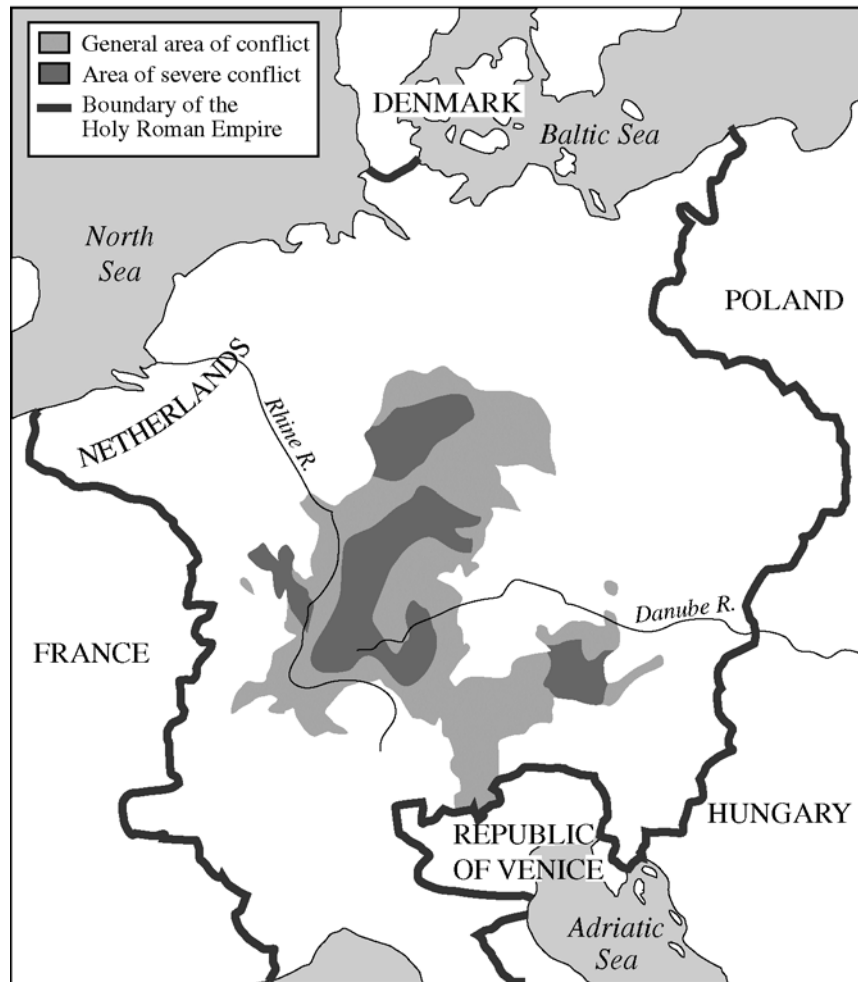 General area of conflict
Area of severe conflict
Boundary of the
Holy Roman Empire
DENMARK
Baltic Sea
North
Sea
POLAND
NETHERLANDS
Rhine R.
Danube R.
FRANCE
HUNGARY
REPUBLIC
OF VENICE
Adriatic
Sea